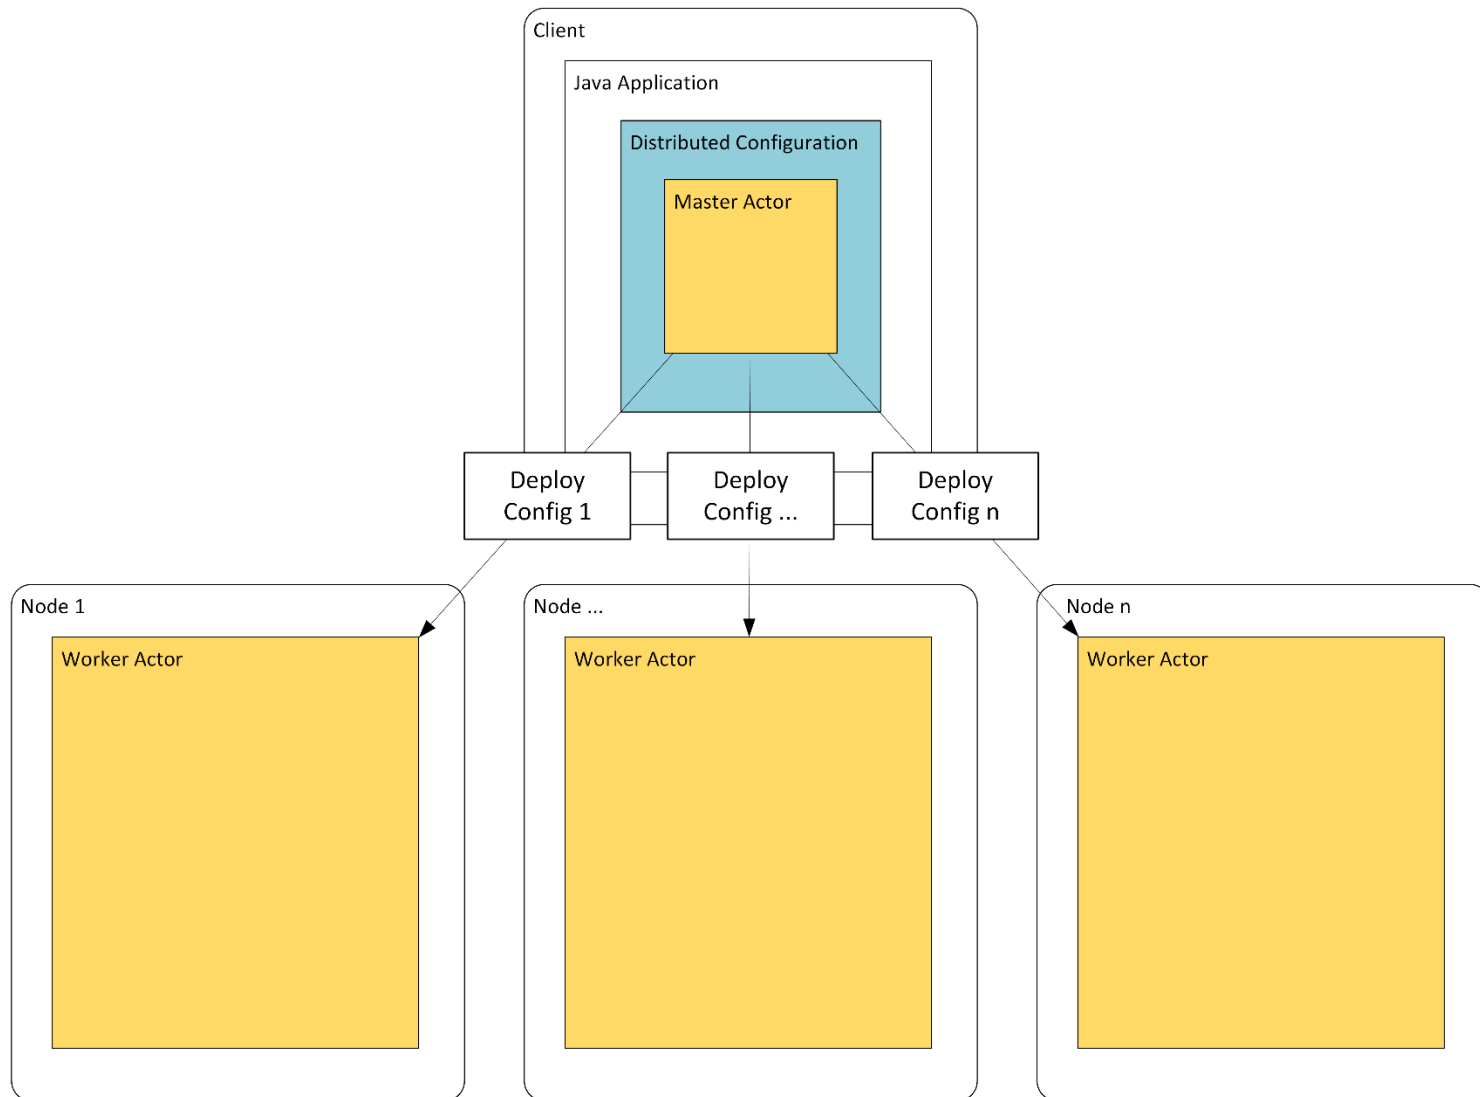 Client
Java Application
Distributed Configuration
Master Actor
Deploy
Config 1
Deploy
Config ...
Deploy
Config n
Node 1
Node ...
Node n
Worker Actor
Worker Actor
Worker Actor